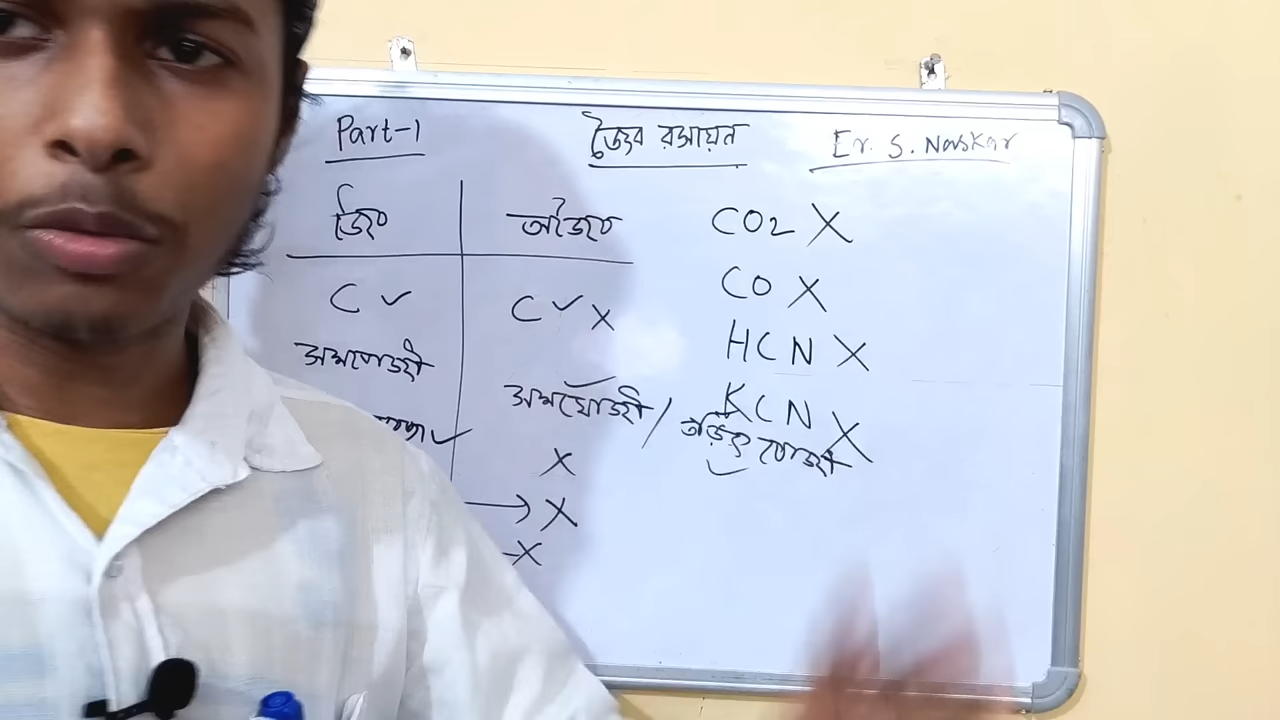 Part-1
জৈব রসায়ন
Er. S. Naskar
জৈব
অজৈব
C ✓
C ✓ X
সমযোজী
সমযোজী / তড়িৎ যোজী
X
→ X
-X
CO2 X
CO X
HCN X
KCN X